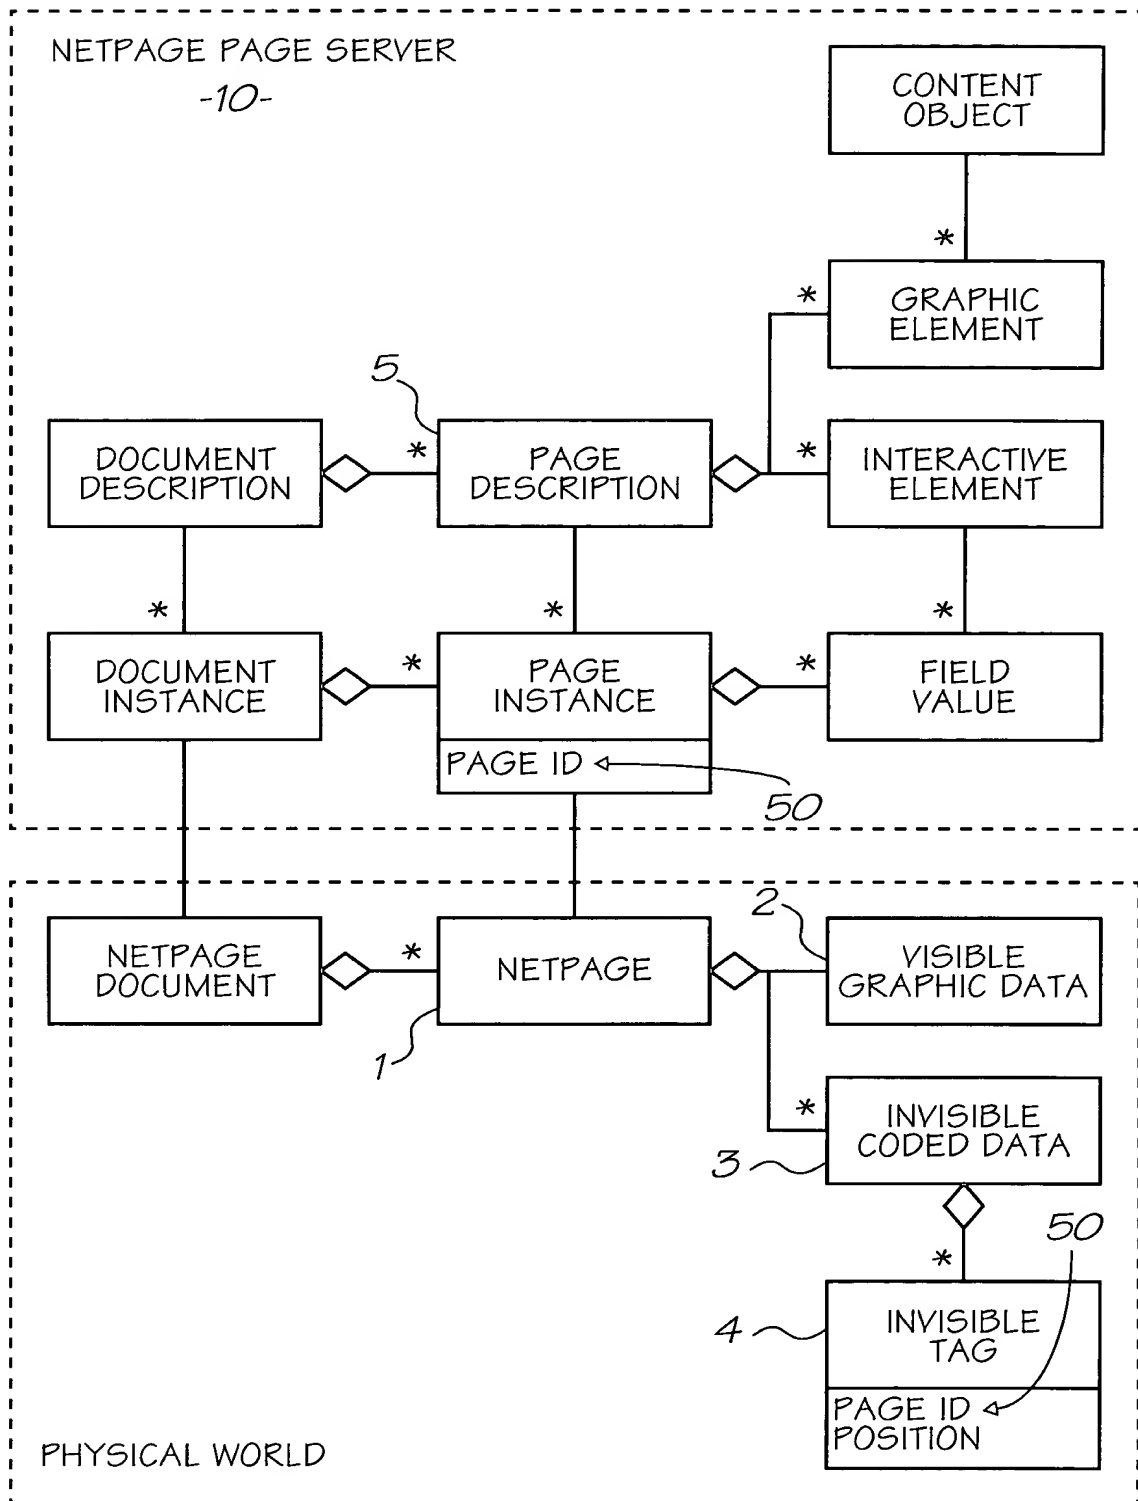 NETPAGE PAGE SERVER
-10-
CONTENT
OBJECT
*
GRAPHIC
ELEMENT
*
5
DOCUMENT
DESCRIPTION
*
PAGE
DESCRIPTION
*
INTERACTIVE
ELEMENT
*
*
*
DOCUMENT
INSTANCE
*
PAGE
INSTANCE
*
FIELD
VALUE
PAGE ID
50
2
NETPAGE
DOCUMENT
*
NETPAGE
VISIBLE
GRAPHIC DATA
1
*
INVISIBLE
CODED DATA
3
50
*
4
INVISIBLE
TAG
PAGE ID
POSITION
PHYSICAL WORLD